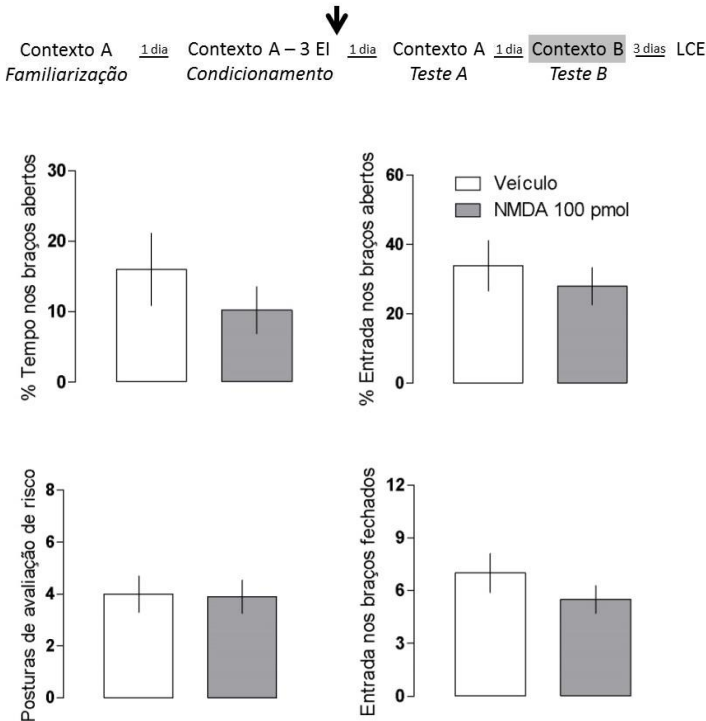 Contexto A 1 dia Contexto A – 3 EI 1 dia Contexto A 1 dia Contexto B 3 dias LCE
Familiarização Condicionamento Teste A Teste B
% Tempo nos braços abertos
30
20
10
0
% Entrada nos braços abertos
60
40
20
0
Veículo
NMDA 100 pmol
Posturas de avaliação de risco
8
6
4
2
0
Entrada nos braços fechados
12
9
6
3
0